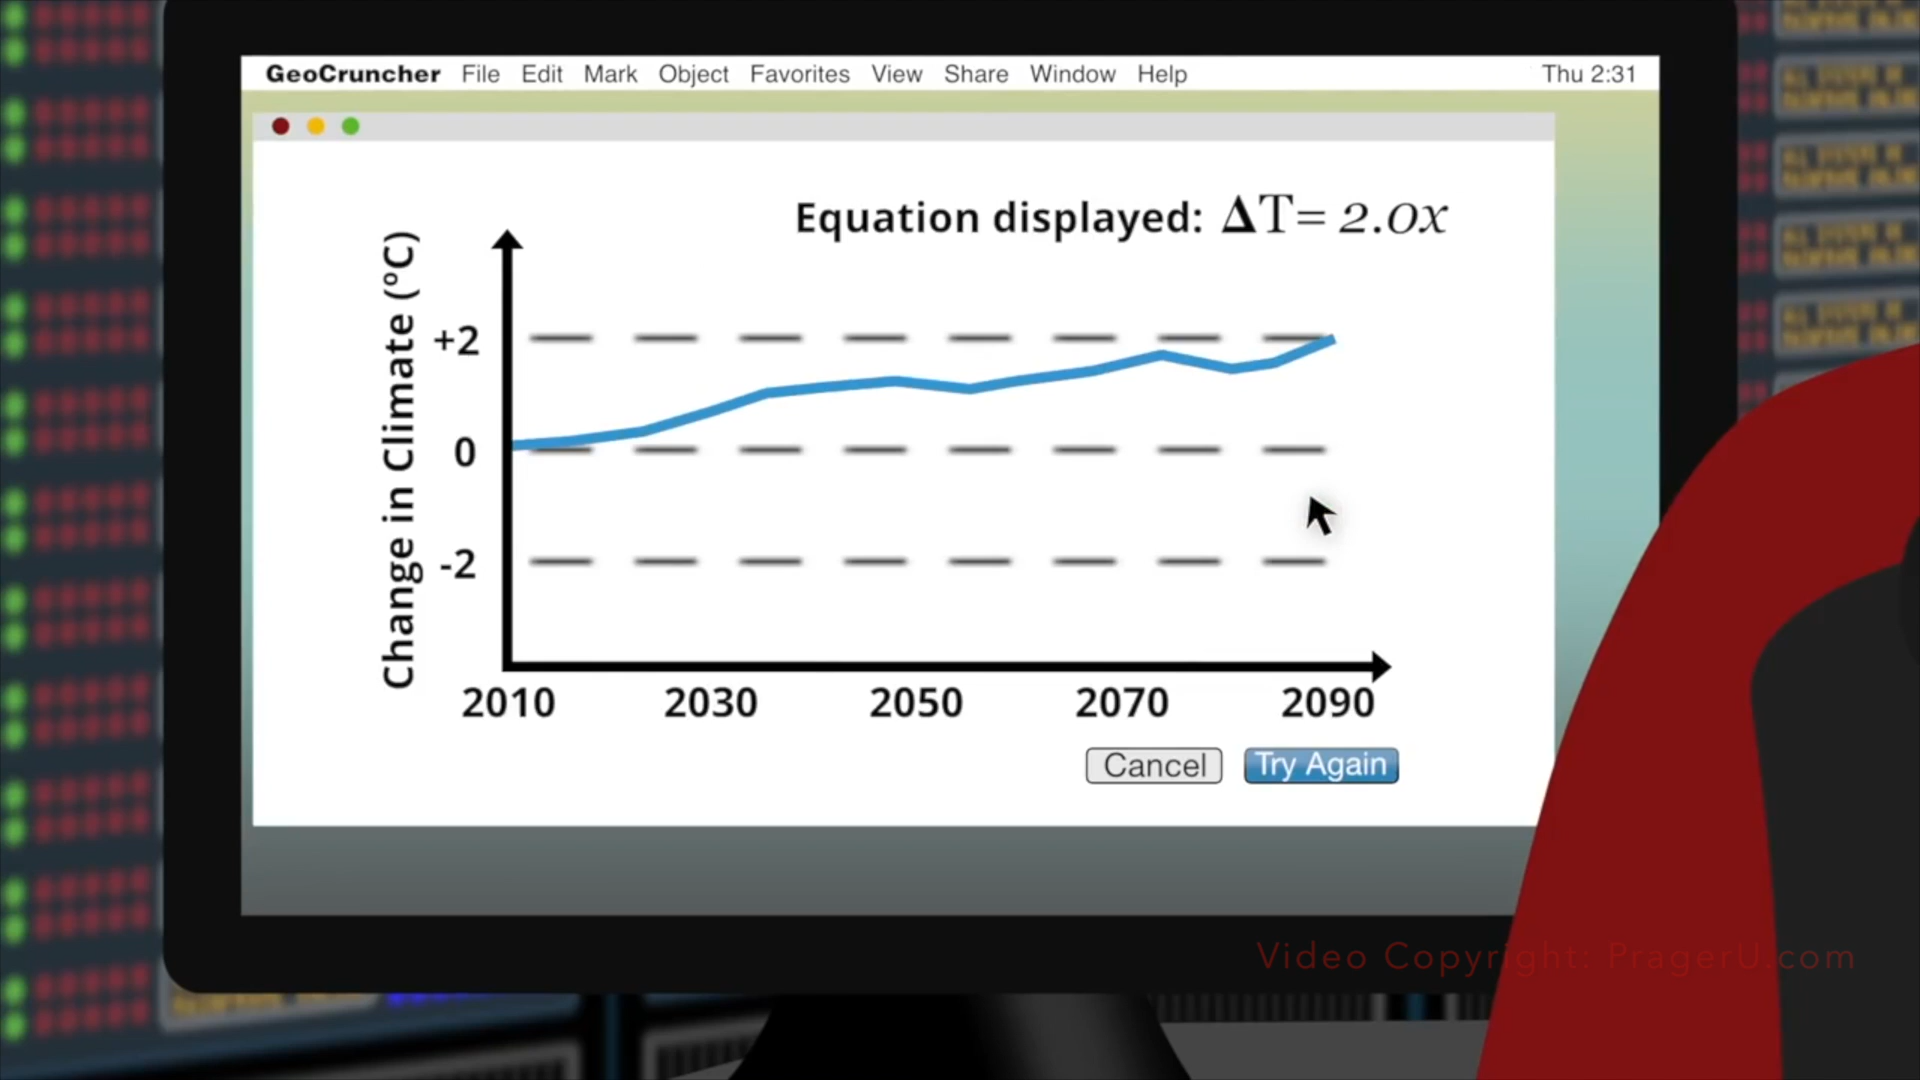 GeoCruncher File Edit Mark Object Favorites View Share Window Help Thu 2:31
Equation displayed: ΔT= 2.0x
Change in Climate (ºC)
+2
0
-2
2010 2030 2050 2070 2090
Cancel Try Again
Video Copyright: PragerU.com